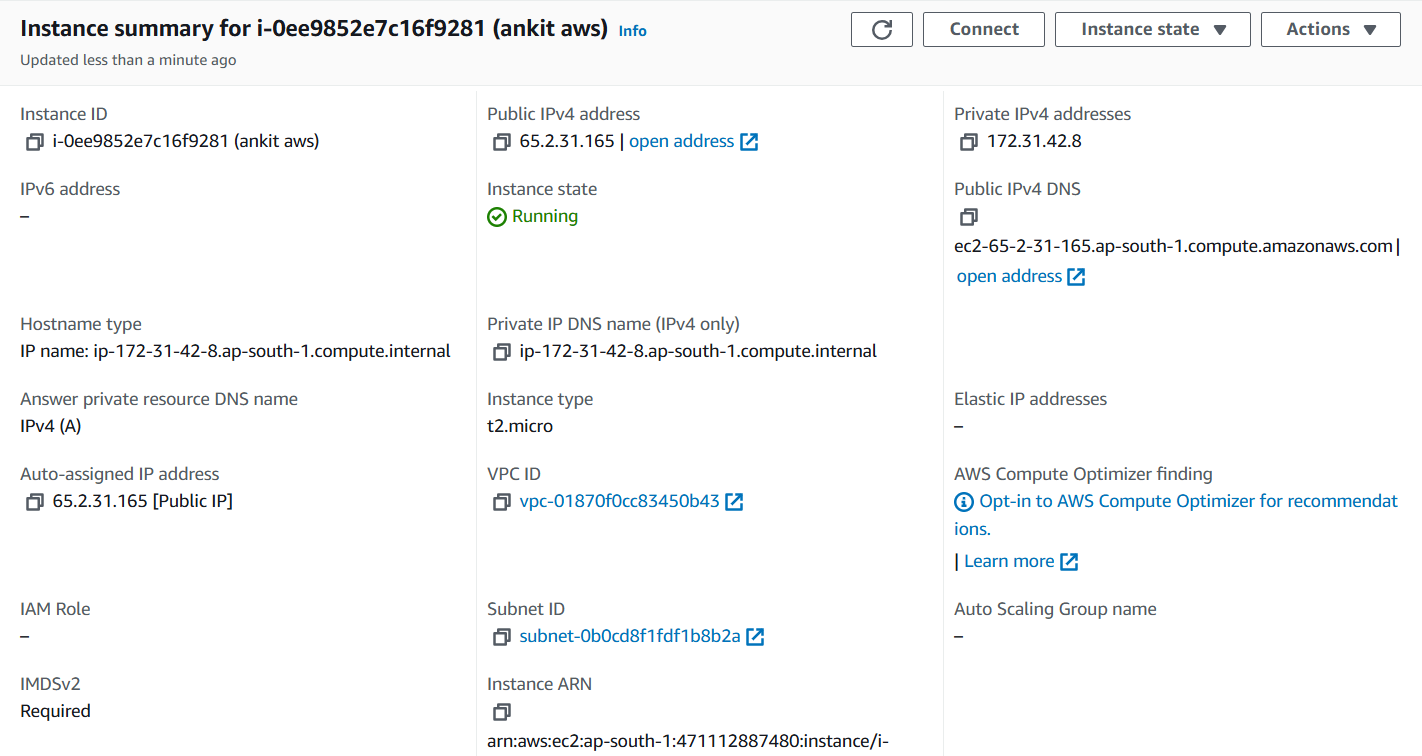 Instance summary for i-0ee9852e7c16f9281 (ankit aws) Info
Updated less than a minute ago
Connect
Instance state
Actions
Instance ID
i-0ee9852e7c16f9281 (ankit aws)
Public IPv4 address
65.2.31.165 | open address
Private IPv4 addresses
172.31.42.8
IPv6 address
–
Instance state
Running
Public IPv4 DNS
ec2-65-2-31-165.ap-south-1.compute.amazonaws.com |
open address
Hostname type
IP name: ip-172-31-42-8.ap-south-1.compute.internal
Private IP DNS name (IPv4 only)
ip-172-31-42-8.ap-south-1.compute.internal
Answer private resource DNS name
IPv4 (A)
Instance type
t2.micro
Elastic IP addresses
–
Auto-assigned IP address
65.2.31.165 [Public IP]
VPC ID
vpc-01870f0cc83450b43
AWS Compute Optimizer finding
Opt-in to AWS Compute Optimizer for recommendat
ions.
| Learn more
IAM Role
–
Subnet ID
subnet-0b0cd8f1fdf1b8b2a
Auto Scaling Group name
–
IMDSv2
Required
Instance ARN
arn:aws:ec2:ap-south-1:471112887480:instance/i-